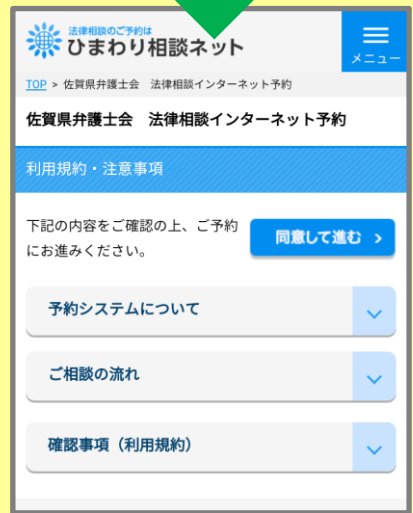 法律相談のご予約は
ひまわり相談ネット
メニュー
TOP > 佐賀県弁護士会　法律相談インターネット予約
佐賀県弁護士会　法律相談インターネット予約
利用規約・注意事項
下記の内容をご確認の上、ご予約
にお進みください。
同意して進む
予約システムについて
ご相談の流れ
確認事項（利用規約）